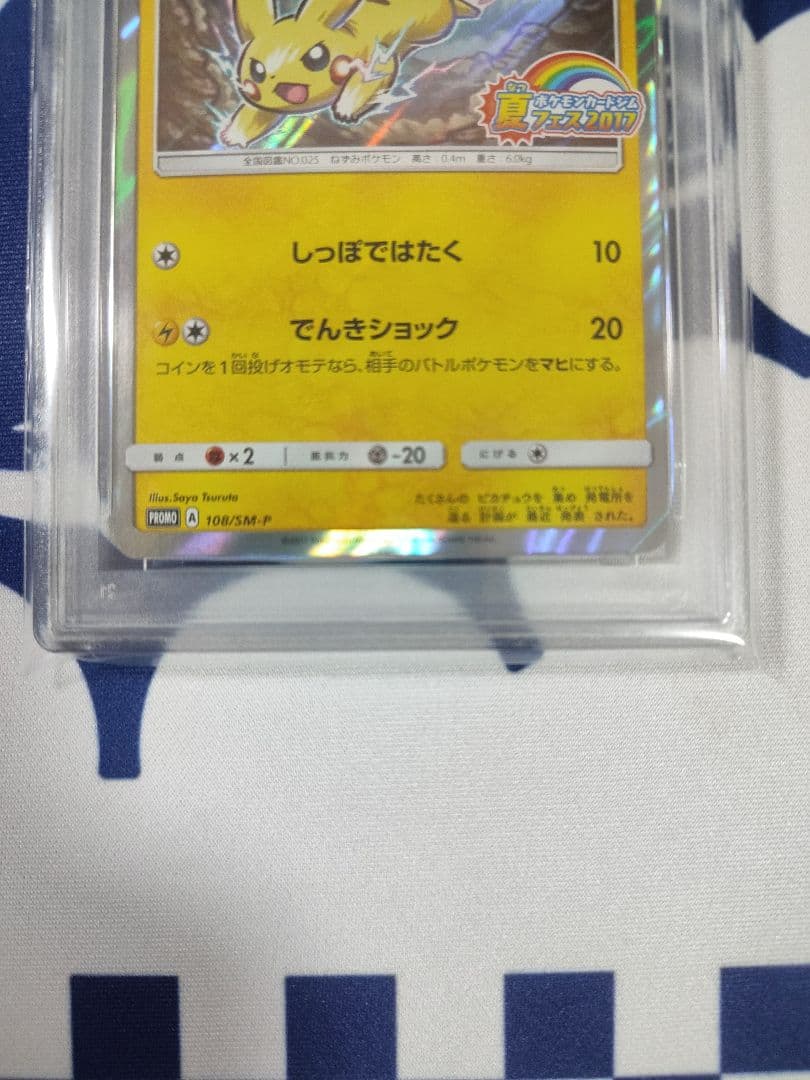 なつ
夏 ポケモンカードジム
フェス2017
全国図鑑NO.025 ねずみポケモン 高さ:0.4m 重さ:6.0kg
しっぽではたく 10
でんきショック 20
コインを1回投げオモテなら、相手のバトルポケモンをマヒにする。
弱点 ×2 抵抗力 -20 にげる
Illus.Saya Tsuruta
たくさんの ピカチュウを 集め 発電所を
造る 計画が 最近 発表 された。
PROMO A 108/SM-P